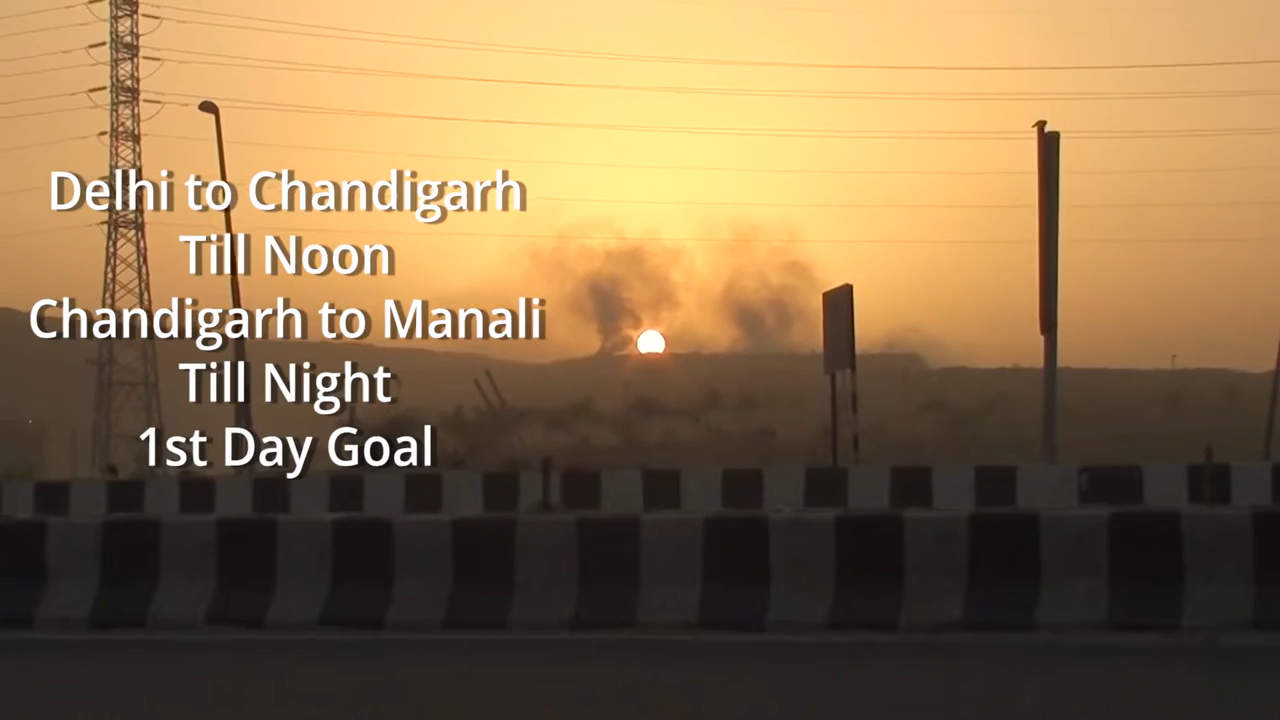 Delhi to Chandigarh
Till Noon
Chandigarh to Manali
Till Night
1st Day Goal